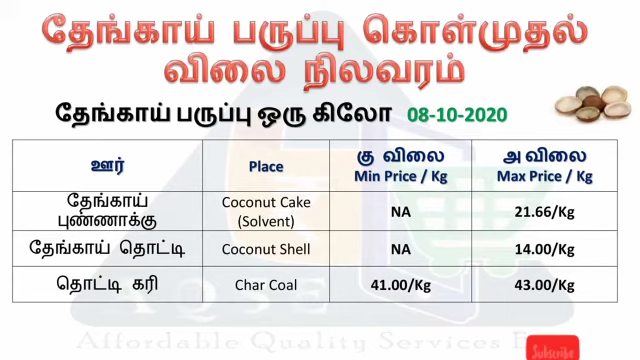 தேங்காய் பருப்பு கொள்முதல்
விலை நிலவரம்
தேங்காய் பருப்பு ஒரு கிலோ 08-10-2020
ஊர் Place கு விலை Min Price / Kg அ விலை Max Price / Kg
தேங்காய் புண்ணாக்கு Coconut Cake (Solvent) NA 21.66/Kg
தேங்காய் தொட்டி Coconut Shell NA 14.00/Kg
தொட்டி கரி Char Coal 41.00/Kg 43.00/Kg
AQSE
Affordable Quality Services E
Subscribe